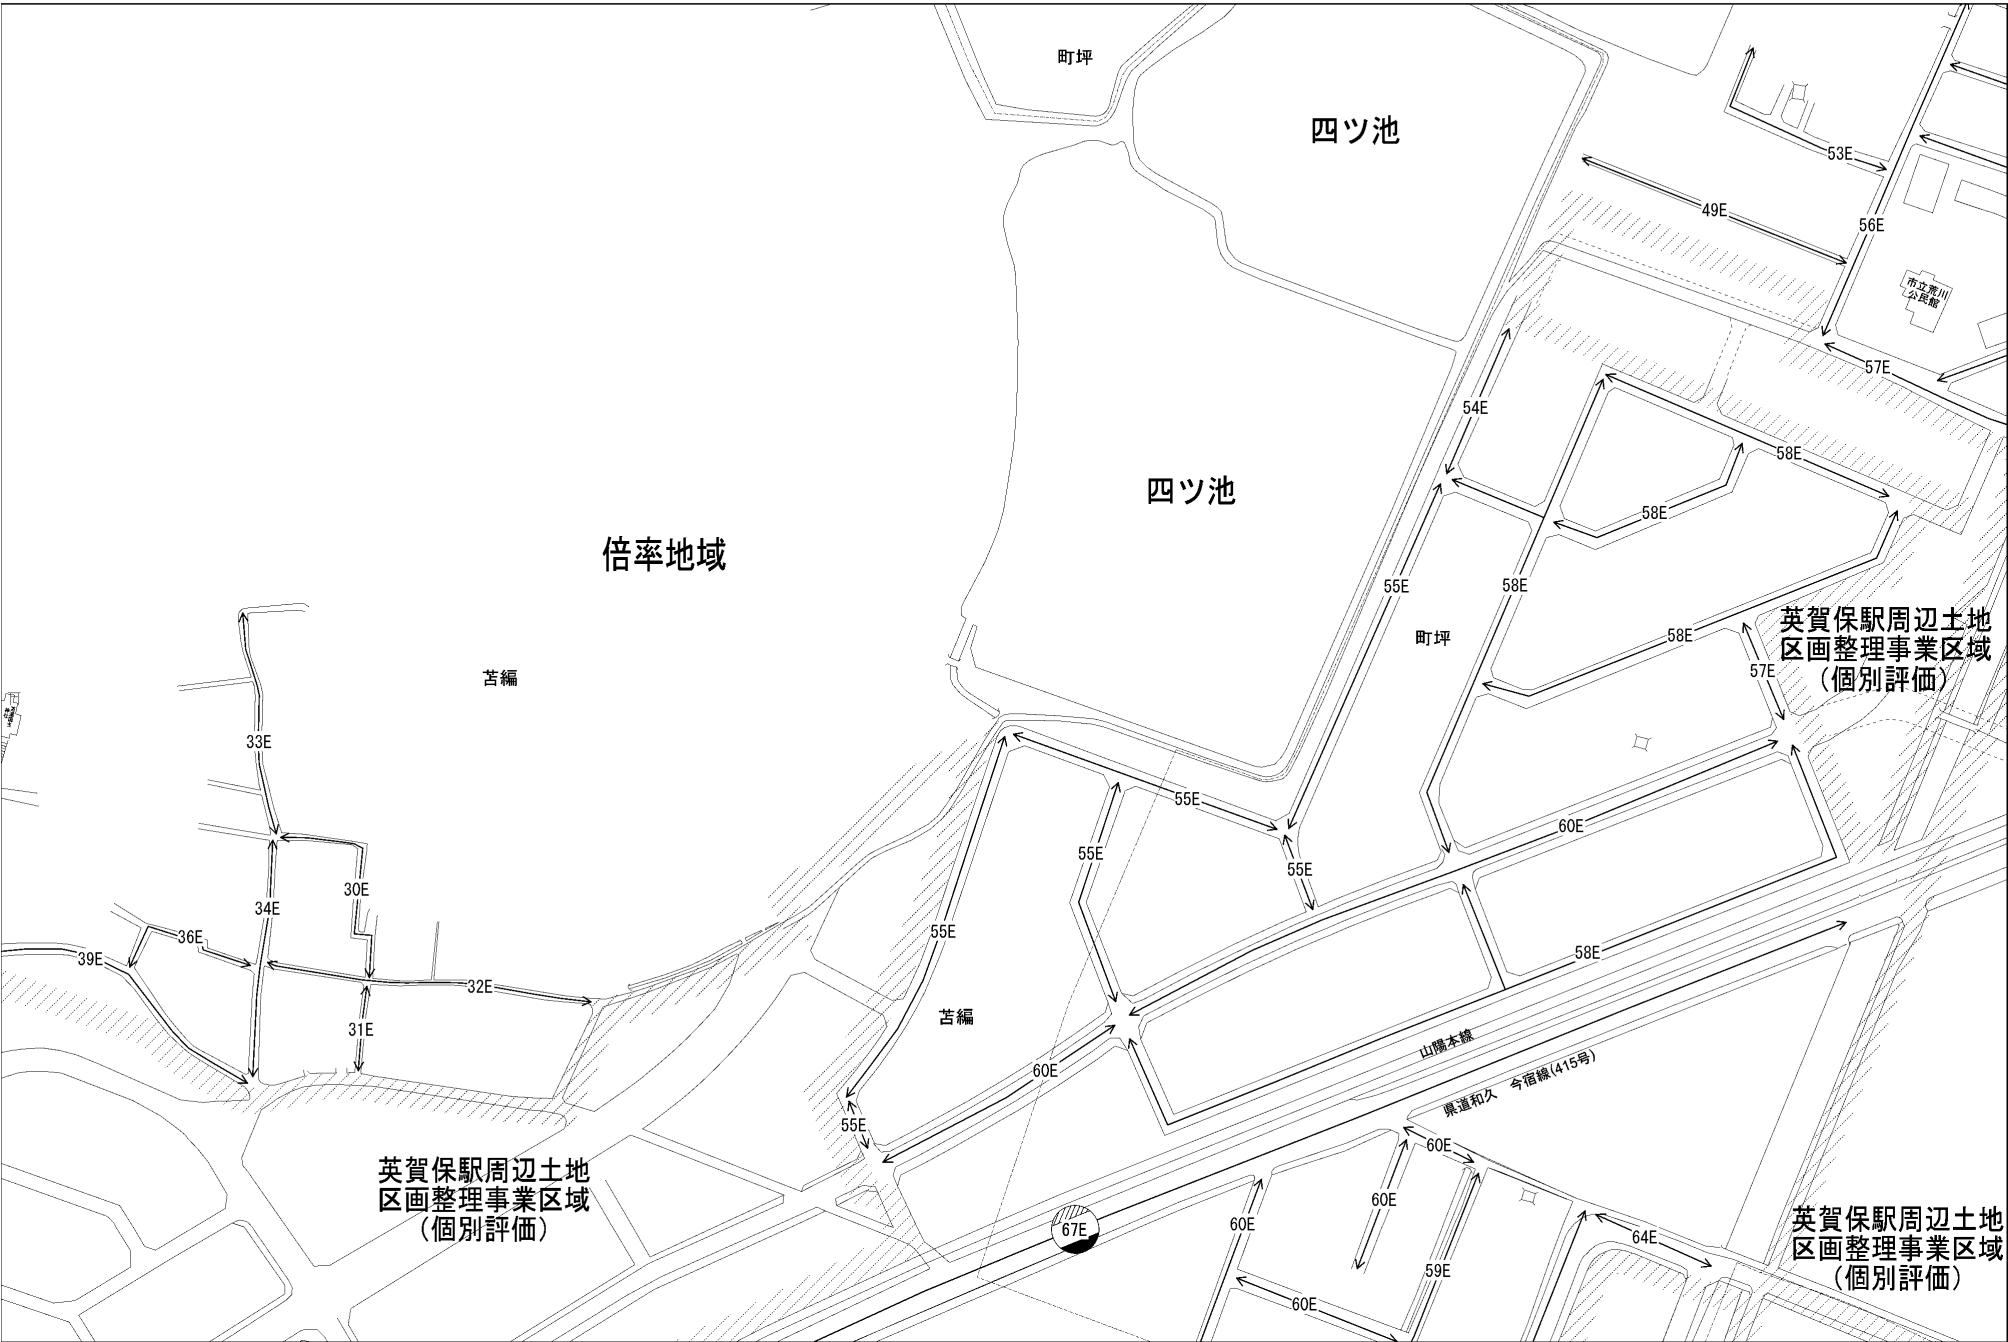 町坪
四ツ池
53E
49E
56E
市立荒川
公民館
57E
54E
58E
四ツ池
58E
倍率地域
55E
58E
英賀保駅周辺土地
区画整理事業区域
(個別評価)
町坪
58E
57E
苫編
33E
55E
60E
55E
55E
30E
34E
55E
36E
39E
58E
32E
苫編
31E
山陽本線
60E
県道和久 今宿線(415号)
55E
60E
英賀保駅周辺土地
区画整理事業区域
(個別評価)
60E
60E
67E
64E
英賀保駅周辺土地
区画整理事業区域
(個別評価)
59E
60E